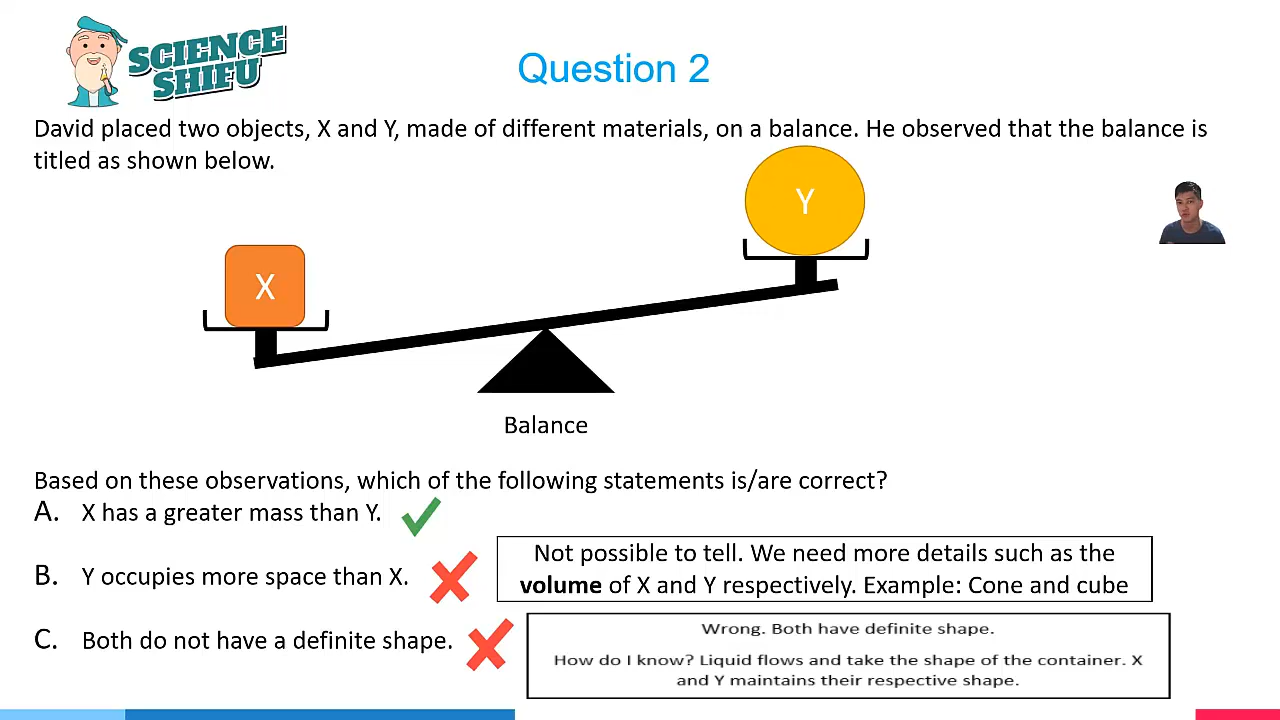 SCIENCE
SHIFU
Question 2
David placed two objects, X and Y, made of different materials, on a balance. He observed that the balance is
titled as shown below.
Y
X
Balance
Based on these observations, which of the following statements is/are correct?
A. X has a greater mass than Y.
Not possible to tell. We need more details such as the
B. Y occupies more space than X.
volume of X and Y respectively. Example: Cone and cube
Wrong. Both have definite shape.
C. Both do not have a definite shape.
How do I know? Liquid flows and take the shape of the container. X
and Y maintains their respective shape.